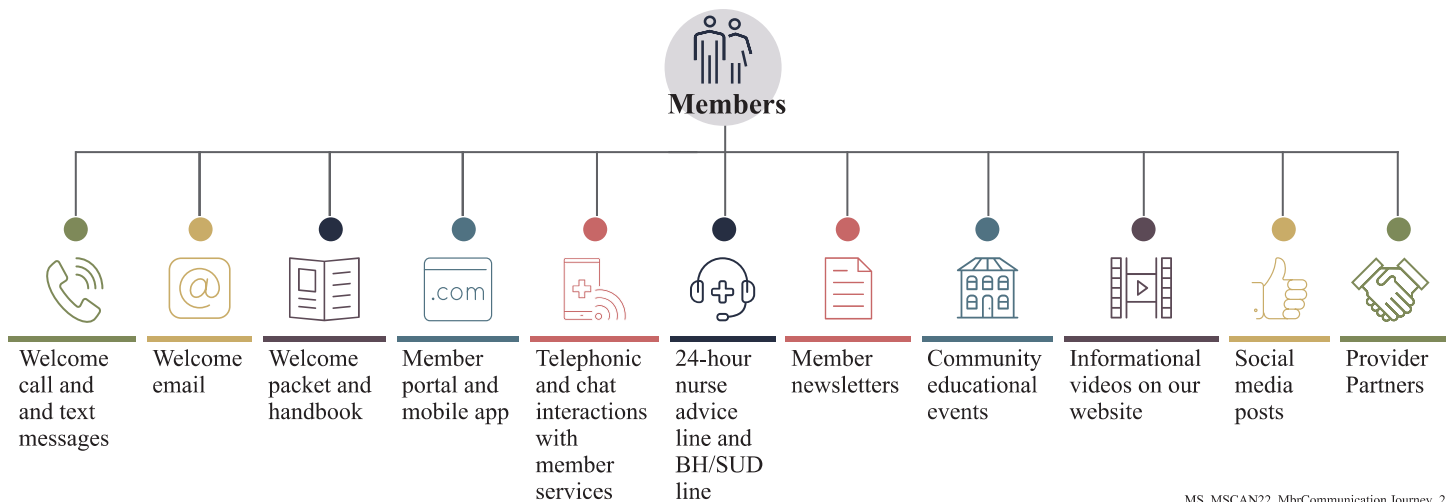 Members
@
.com
Welcome
call and
and text
messages
Welcome
email
Welcome
packet and
handbook
Member
portal and
mobile app
Telephonic
and chat
interactions
with
member
services
24-hour
nurse
advice
line and
BH/SUD
line
Member
newsletters
Community
educational
events
Informational
videos on our
website
Social
media
posts
Provider
Partners
MS_MSCAN22_MbrCommunication Journey_2